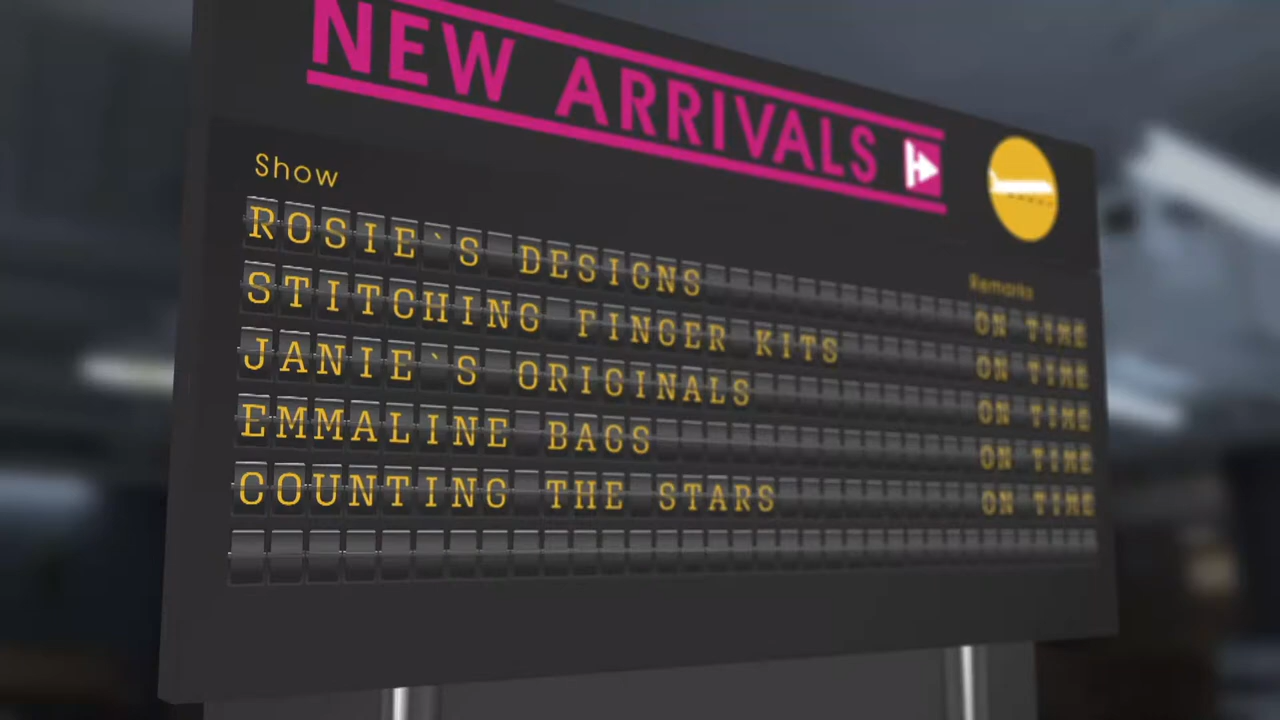 NEW ARRIVALS
Show Remarks
ROSIE`S DESIGNS ON TIME
STITCHING FINGER KITS ON TIME
JANIE`S ORIGINALS ON TIME
EMMALINE BAGS ON TIME
COUNTING THE STARS ON TIME